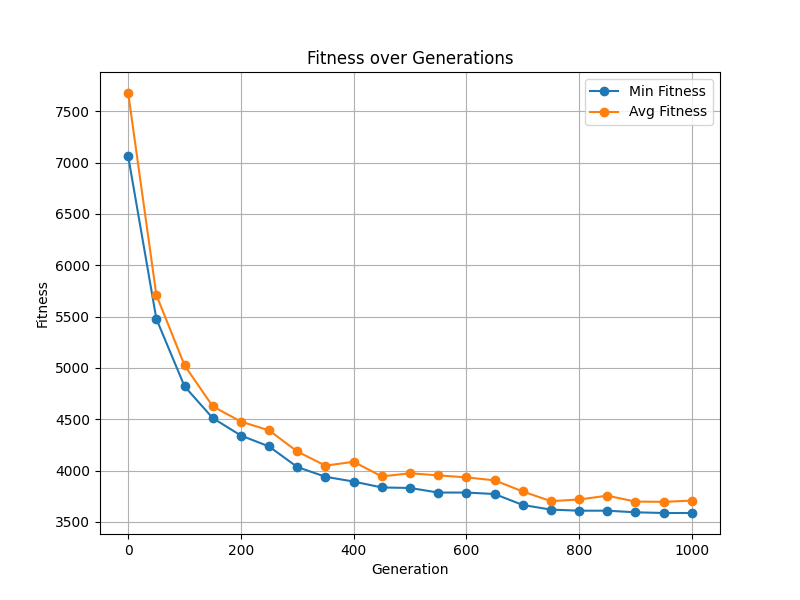 Fitness over Generations
Min Fitness
Avg Fitness
7500
7000
6500
6000
5500
5000
4500
4000
3500
Fitness
0 200 400 600 800 1000
Generation